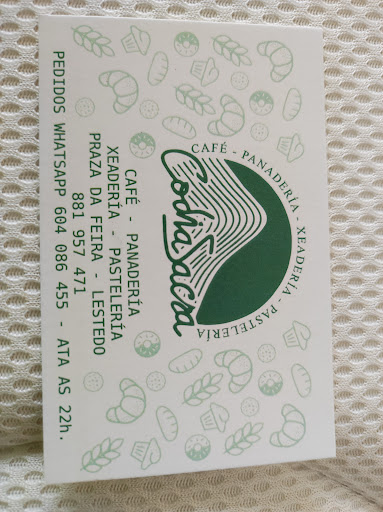 CAFÉ - PANADERÍA - XEADERÍA - PASTELERÍA
CochaSacra
CAFÉ - PANADERÍA
XEADERÍA - PASTELERÍA
PRAZA DA FEIRA - LESTEDO
881 957 471
PEDIDOS WHATSAPP 604 086 455 - ATA AS 22h.